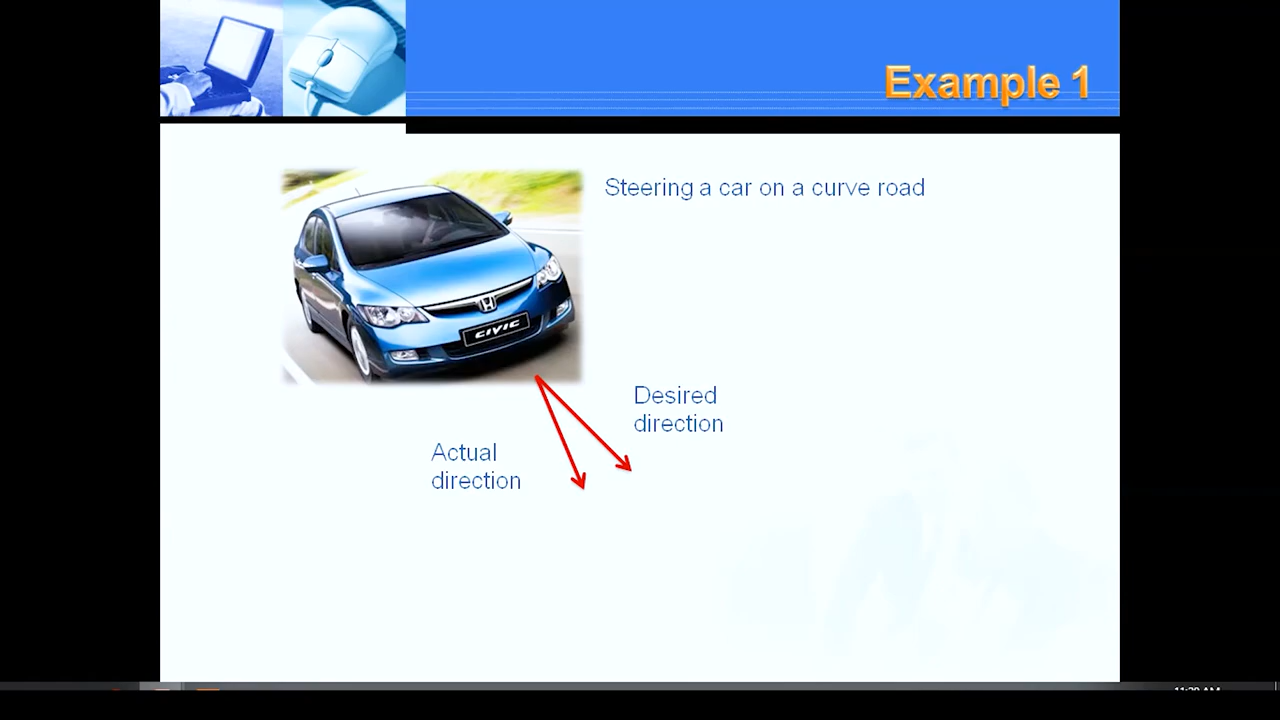 Example 1
Steering a car on a curve road
CIVIC
Desired
direction
Actual
direction